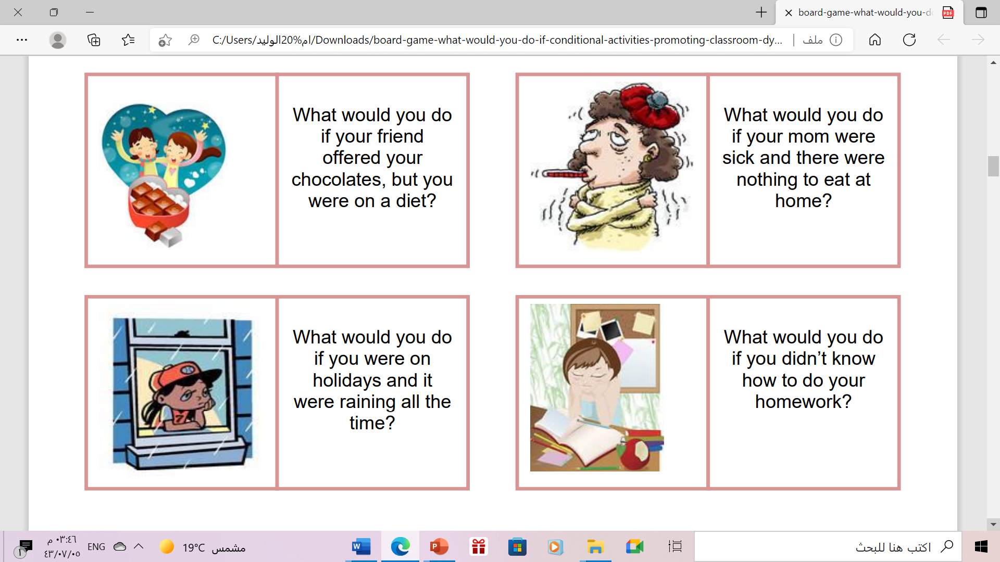 board-game-what-would-you-d
C:/Users/ام%20الوليد/Downloads/board-game-what-would-you-do-if-conditional-activities-promoting-classroom-dy...
ملف
What would you do
if your friend
offered your
chocolates, but you
were on a diet?
What would you do
if your mom were
sick and there were
nothing to eat at
home?
What would you do
if you were on
holidays and it
were raining all the
time?
What would you do
if you didn’t know
how to do your
homework?
٠٣:٤٦ م
ENG
19°C مشمس
اكتب هنا للبحث
٤٣/٠٧/٠٥